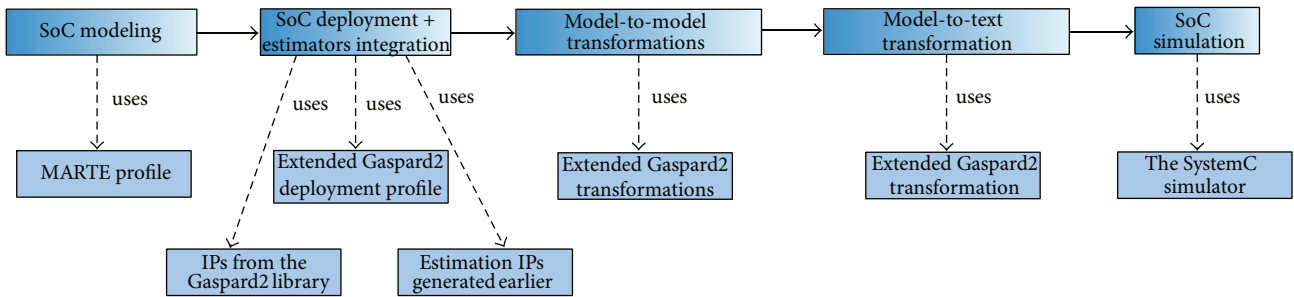 SoC modeling
SoC deployment +
estimators integration
Model-to-model
transformations
Model-to-text
transformation
SoC
simulation
uses
uses
uses
uses
uses
uses
uses
MARTE profile
Extended Gaspard2
deployment profile
Extended Gaspard2
transformations
Extended Gaspard2
transformation
The SystemC
simulator
IPs from the
Gaspard2 library
Estimation IPs
generated earlier